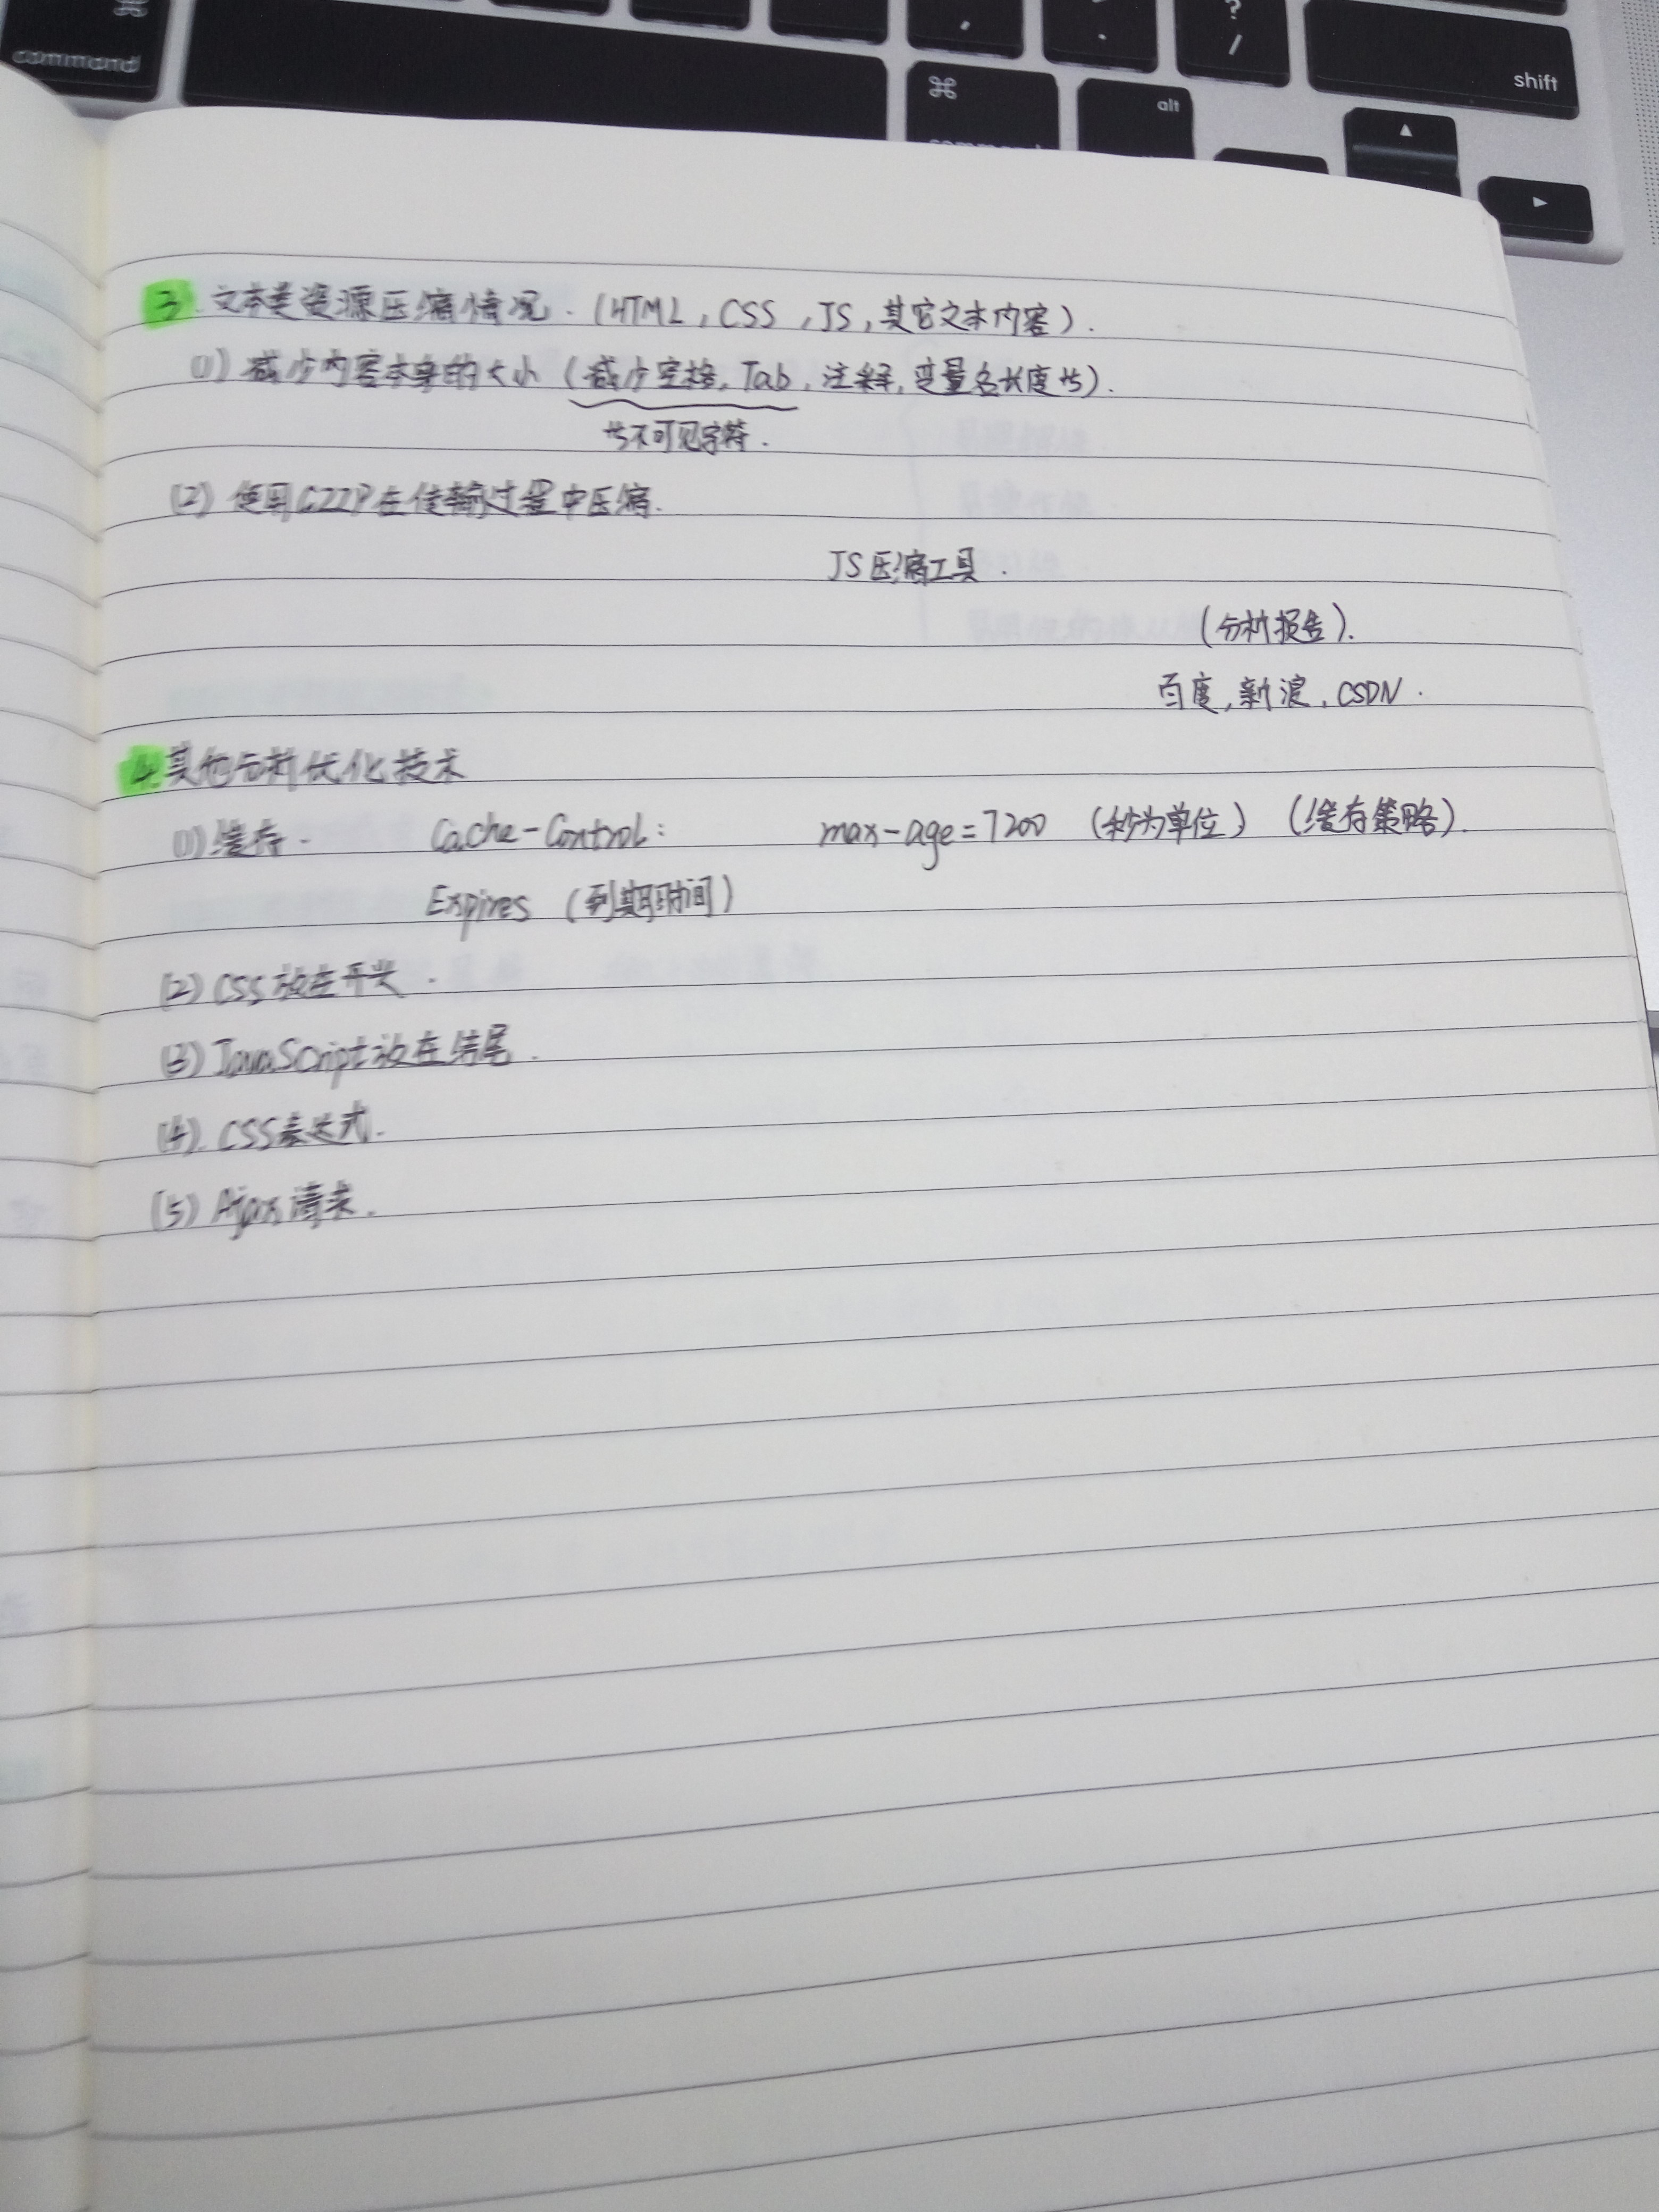 command
⌘
alt
?
/
shift
3. 文本类资源压缩情况. (HTML, CSS, JS, 其它文本内容).
(1) 减少内容本身的大小 (减少空格, Tab, 注释, 变量名长度等).
等不可见字符.
(2) 使用GZIP在传输过程中压缩.
JS压缩工具.
(分析报告).
百度, 新浪, CSDN.
4. 其他前端优化技术
(1) 缓存. Cache-Control: max-age=7200 (秒为单位) (缓存策略).
Expires (到期时间)
(2) CSS放在开头.
(3) JavaScript放在结尾.
(4). CSS表达式.
(5) Ajax请求.